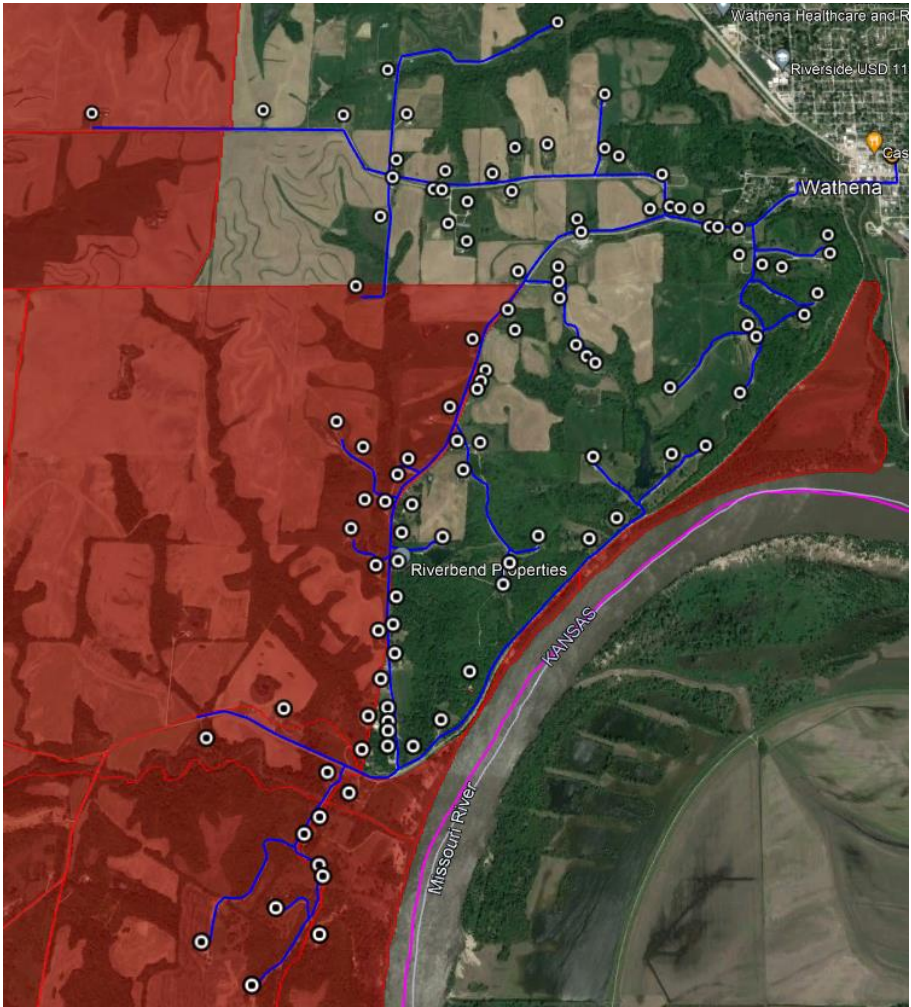 Wathena Healthcare and R
Riverside USD 11
Cas
Wathena
Riverbend Properties
KANSAS
Missouri River